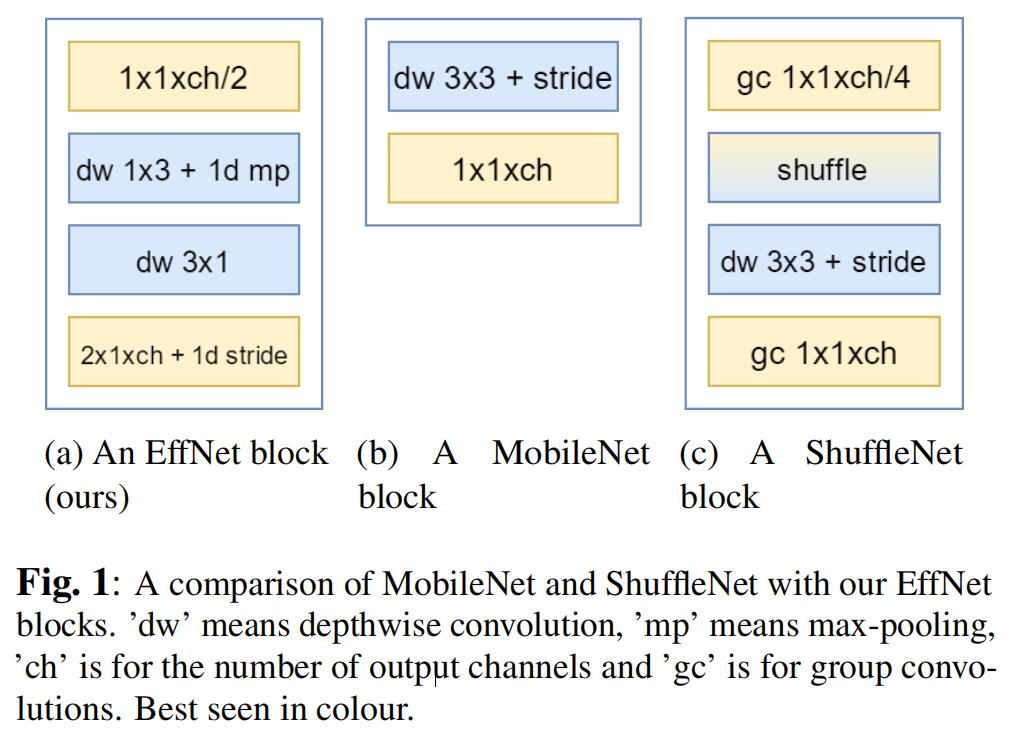 1x1xch/2
dw 1x3 + 1d mp
dw 3x1
2x1xch + 1d stride
dw 3x3 + stride
1x1xch
gc 1x1xch/4
shuffle
dw 3x3 + stride
gc 1x1xch
(a) An EffNet block
(ours)
(b) A MobileNet
block
(c) A ShuffleNet
block
Fig. 1: A comparison of MobileNet and ShuffleNet with our EffNet
blocks. ’dw’ means depthwise convolution, ’mp’ means max-pooling,
’ch’ is for the number of output channels and ’gc’ is for group convo-
lutions. Best seen in colour.